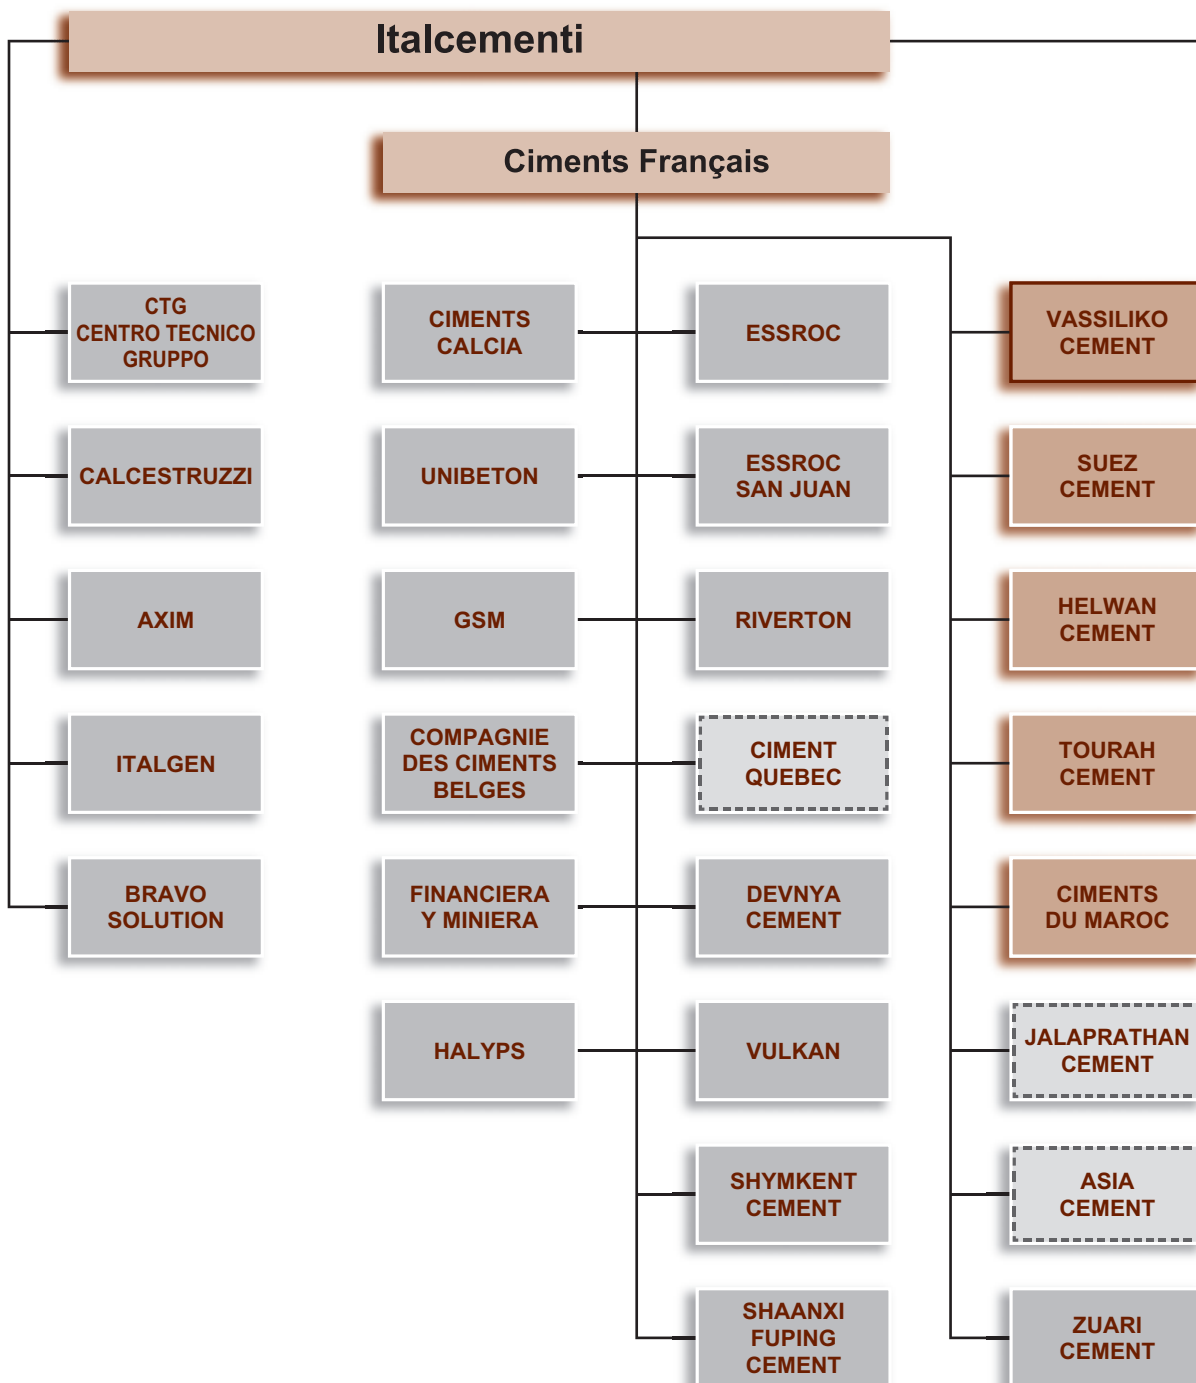 Italcementi
Ciments Français
CTG
CENTRO TECNICO
GRUPPO
CALCESTRUZZI
AXIM
ITALGEN
BRAVO
SOLUTION
CIMENTS
CALCIA
UNIBETON
GSM
COMPAGNIE
DES CIMENTS
BELGES
FINANCIERA
Y MINIERA
HALYPS
ESSROC
ESSROC
SAN JUAN
RIVERTON
CIMENT
QUEBEC
DEVNYA
CEMENT
VULKAN
SHYMKENT
CEMENT
SHAANXI
FUPING
CEMENT
VASSILIKO
CEMENT
SUEZ
CEMENT
HELWAN
CEMENT
TOURAH
CEMENT
CIMENTS
DU MAROC
JALAPRATHAN
CEMENT
ASIA
CEMENT
ZUARI
CEMENT